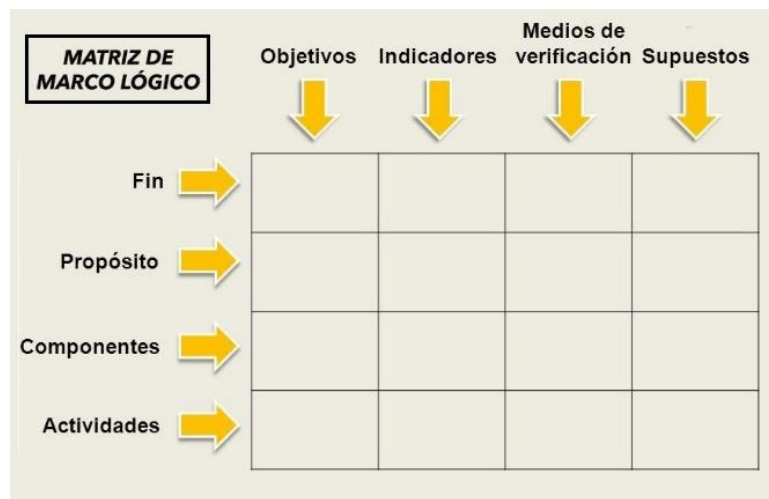 MATRIZ DE
MARCO LÓGICO
Objetivos
Indicadores
Medios de
verificación
Supuestos
Fin
Propósito
Componentes
Actividades